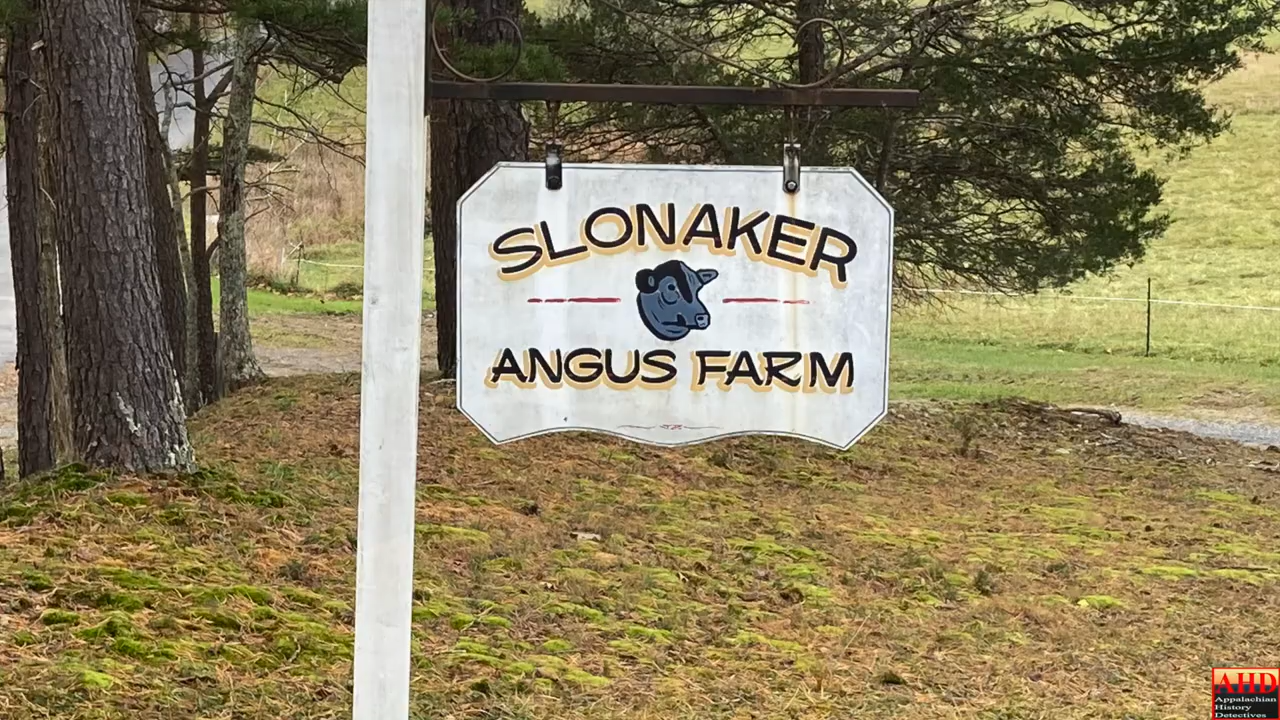 SLONAKER
ANGUS FARM
AHD
Appalachian
History
Detectives